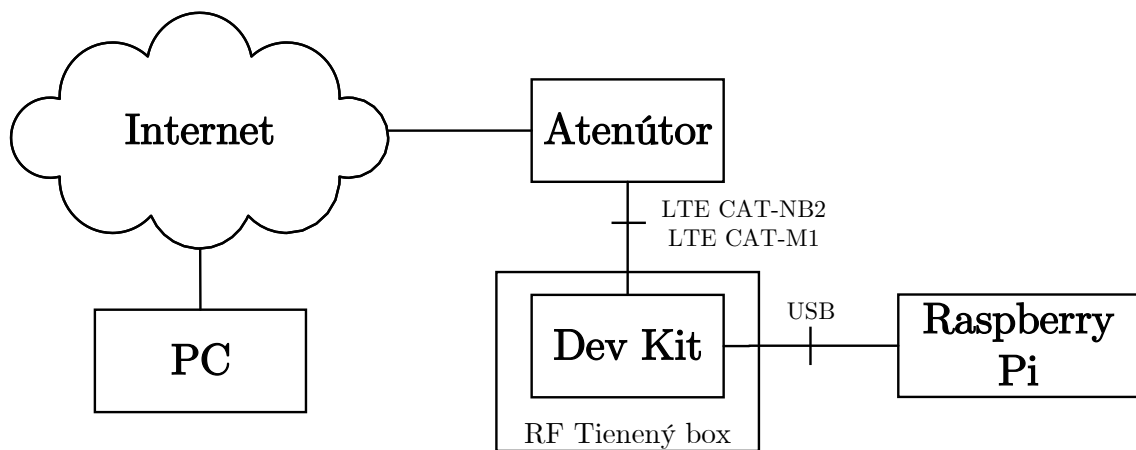 Internet
Atenútor
LTE CAT-NB2
LTE CAT-M1
PC
Dev Kit
USB
Raspberry
Pi
RF Tienený box